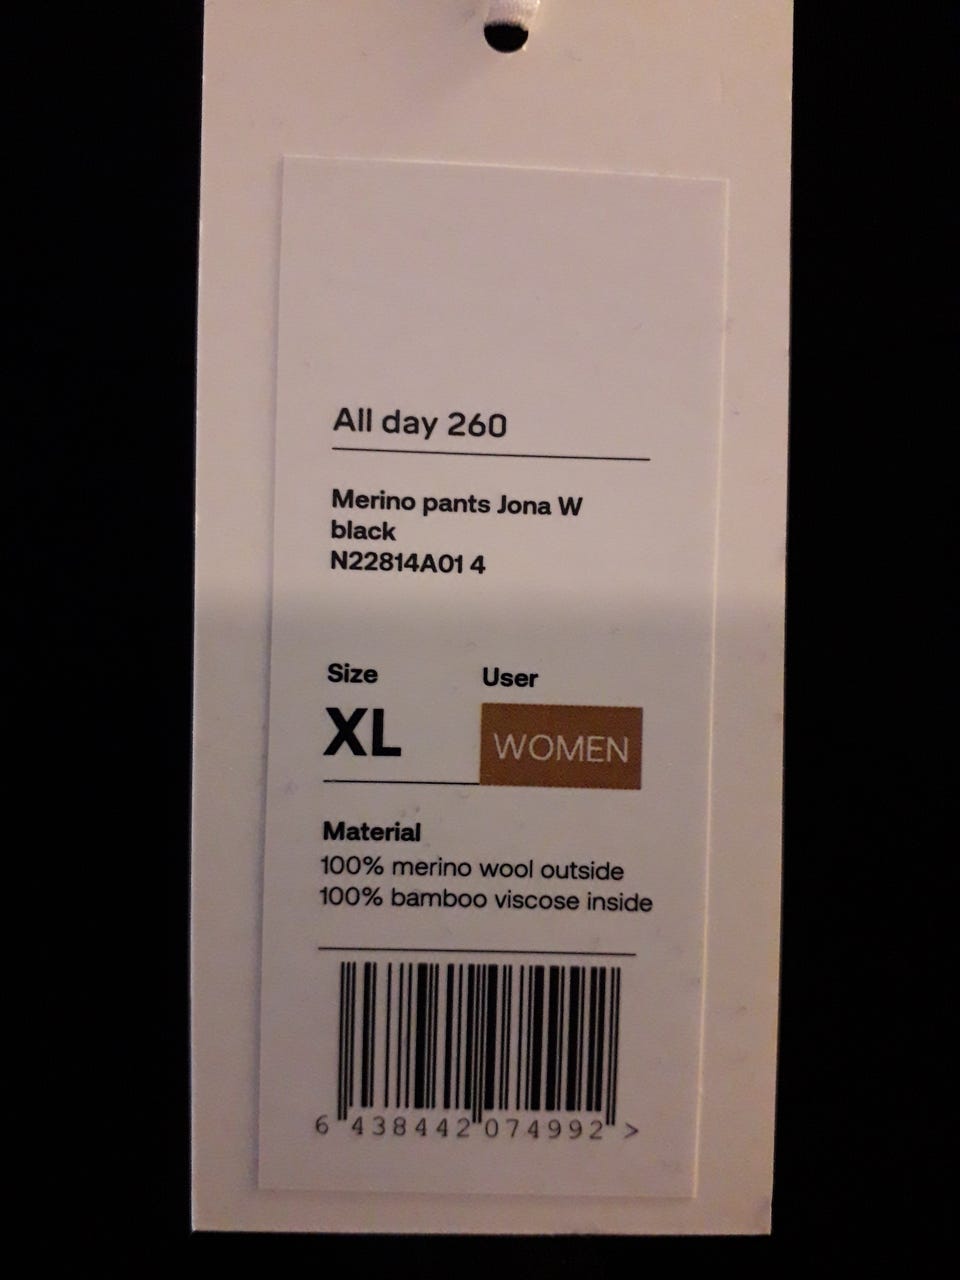 All day 260
Merino pants Jona W
black
N22814A01 4
Size User
XL WOMEN
Material
100% merino wool outside
100% bamboo viscose inside
6 438442 074992 >